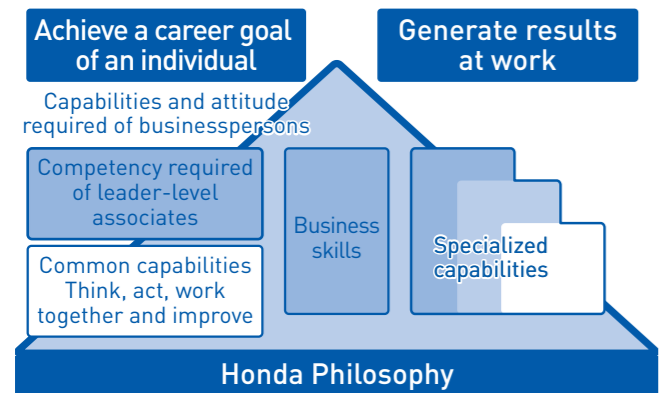 Achieve a career goal
of an individual
Generate results
at work
Capabilities and attitude
required of businesspersons
Competency required
of leader-level
associates
Common capabilities
Think, act, work
together and improve
Business
skills
Specialized
capabilities
Honda Philosophy